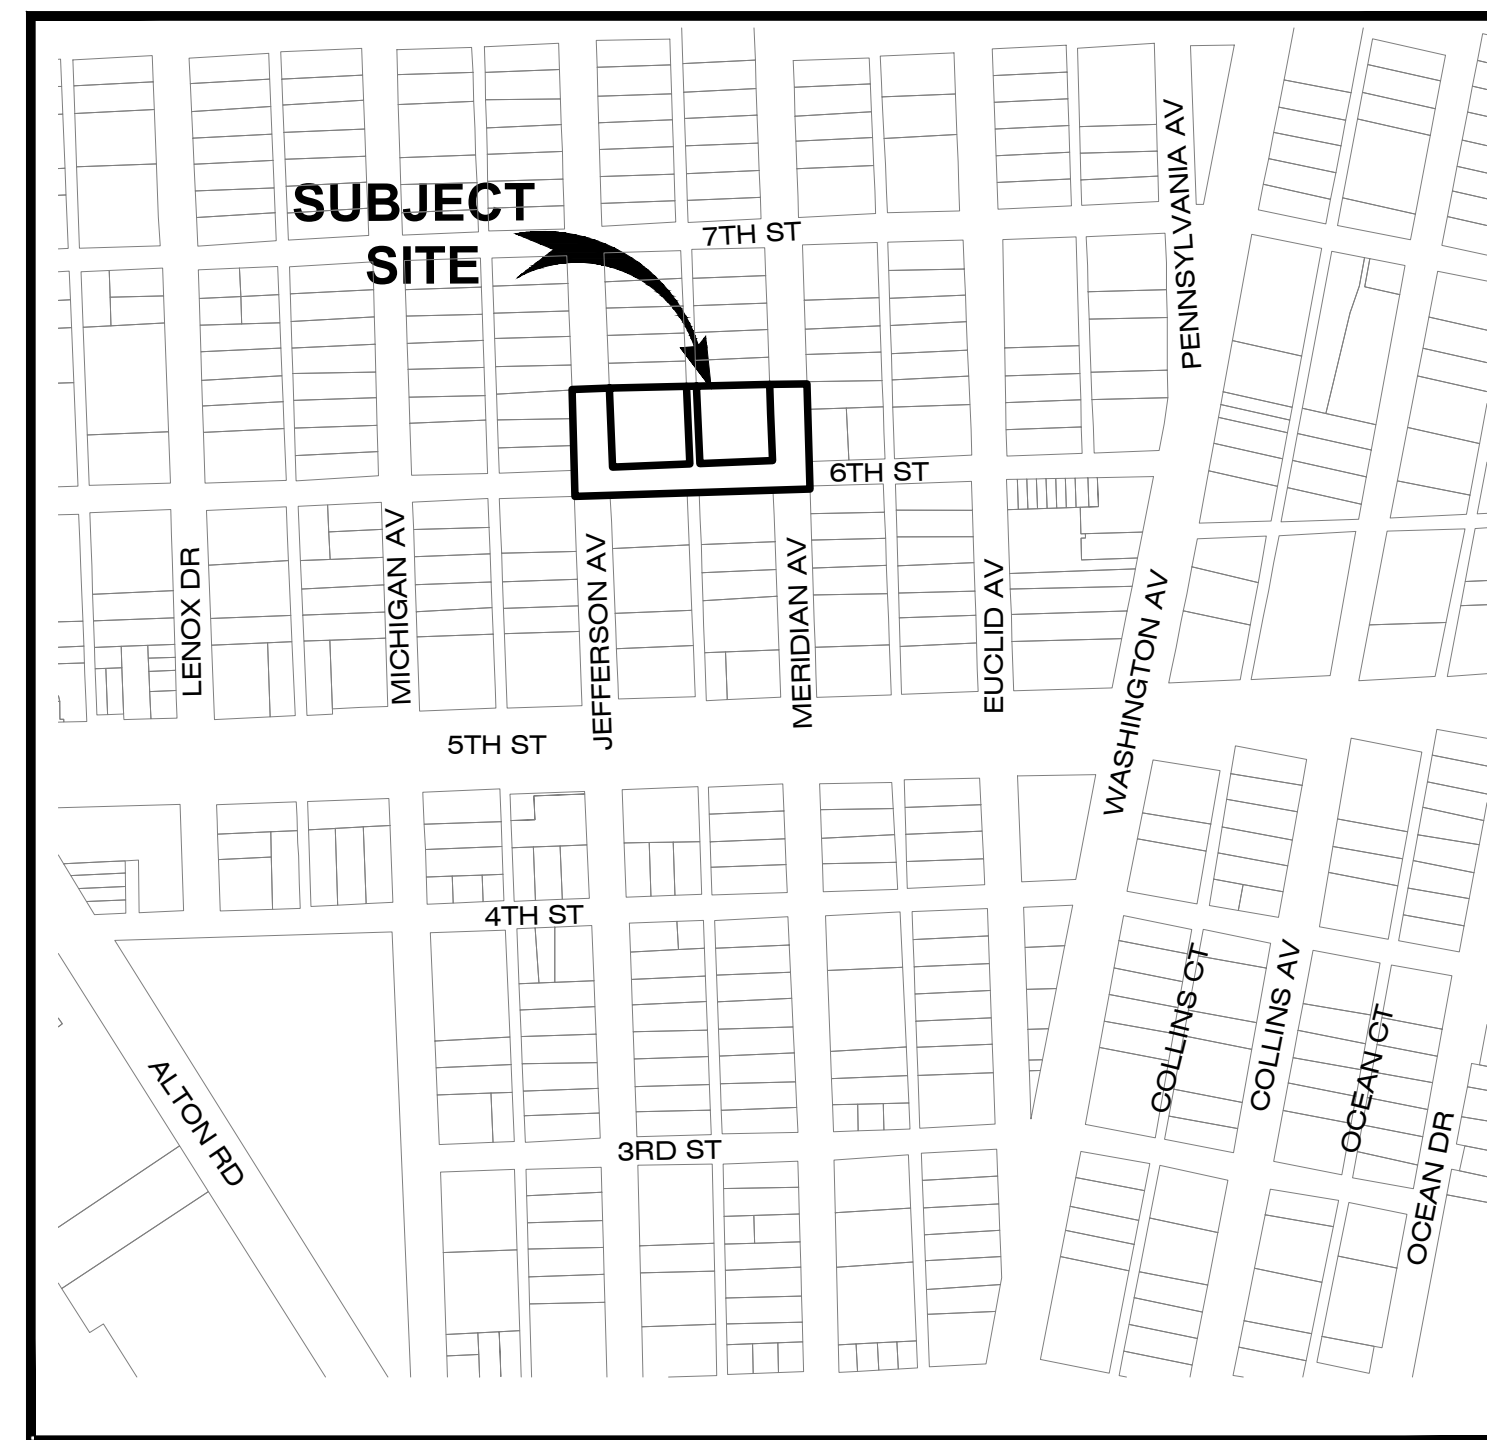 PENNSYLVANIA AV
SUBJECT
SITE
7TH ST
6TH ST
LENOX DR
MICHIGAN AV
JEFFERSON AV
MERIDIAN AV
EUCLID AV
WASHINGTON AV
5TH ST
4TH ST
COLLINS CT
COLLINS AV
OCEAN CT
OCEAN DR
ALTON RD
3RD ST